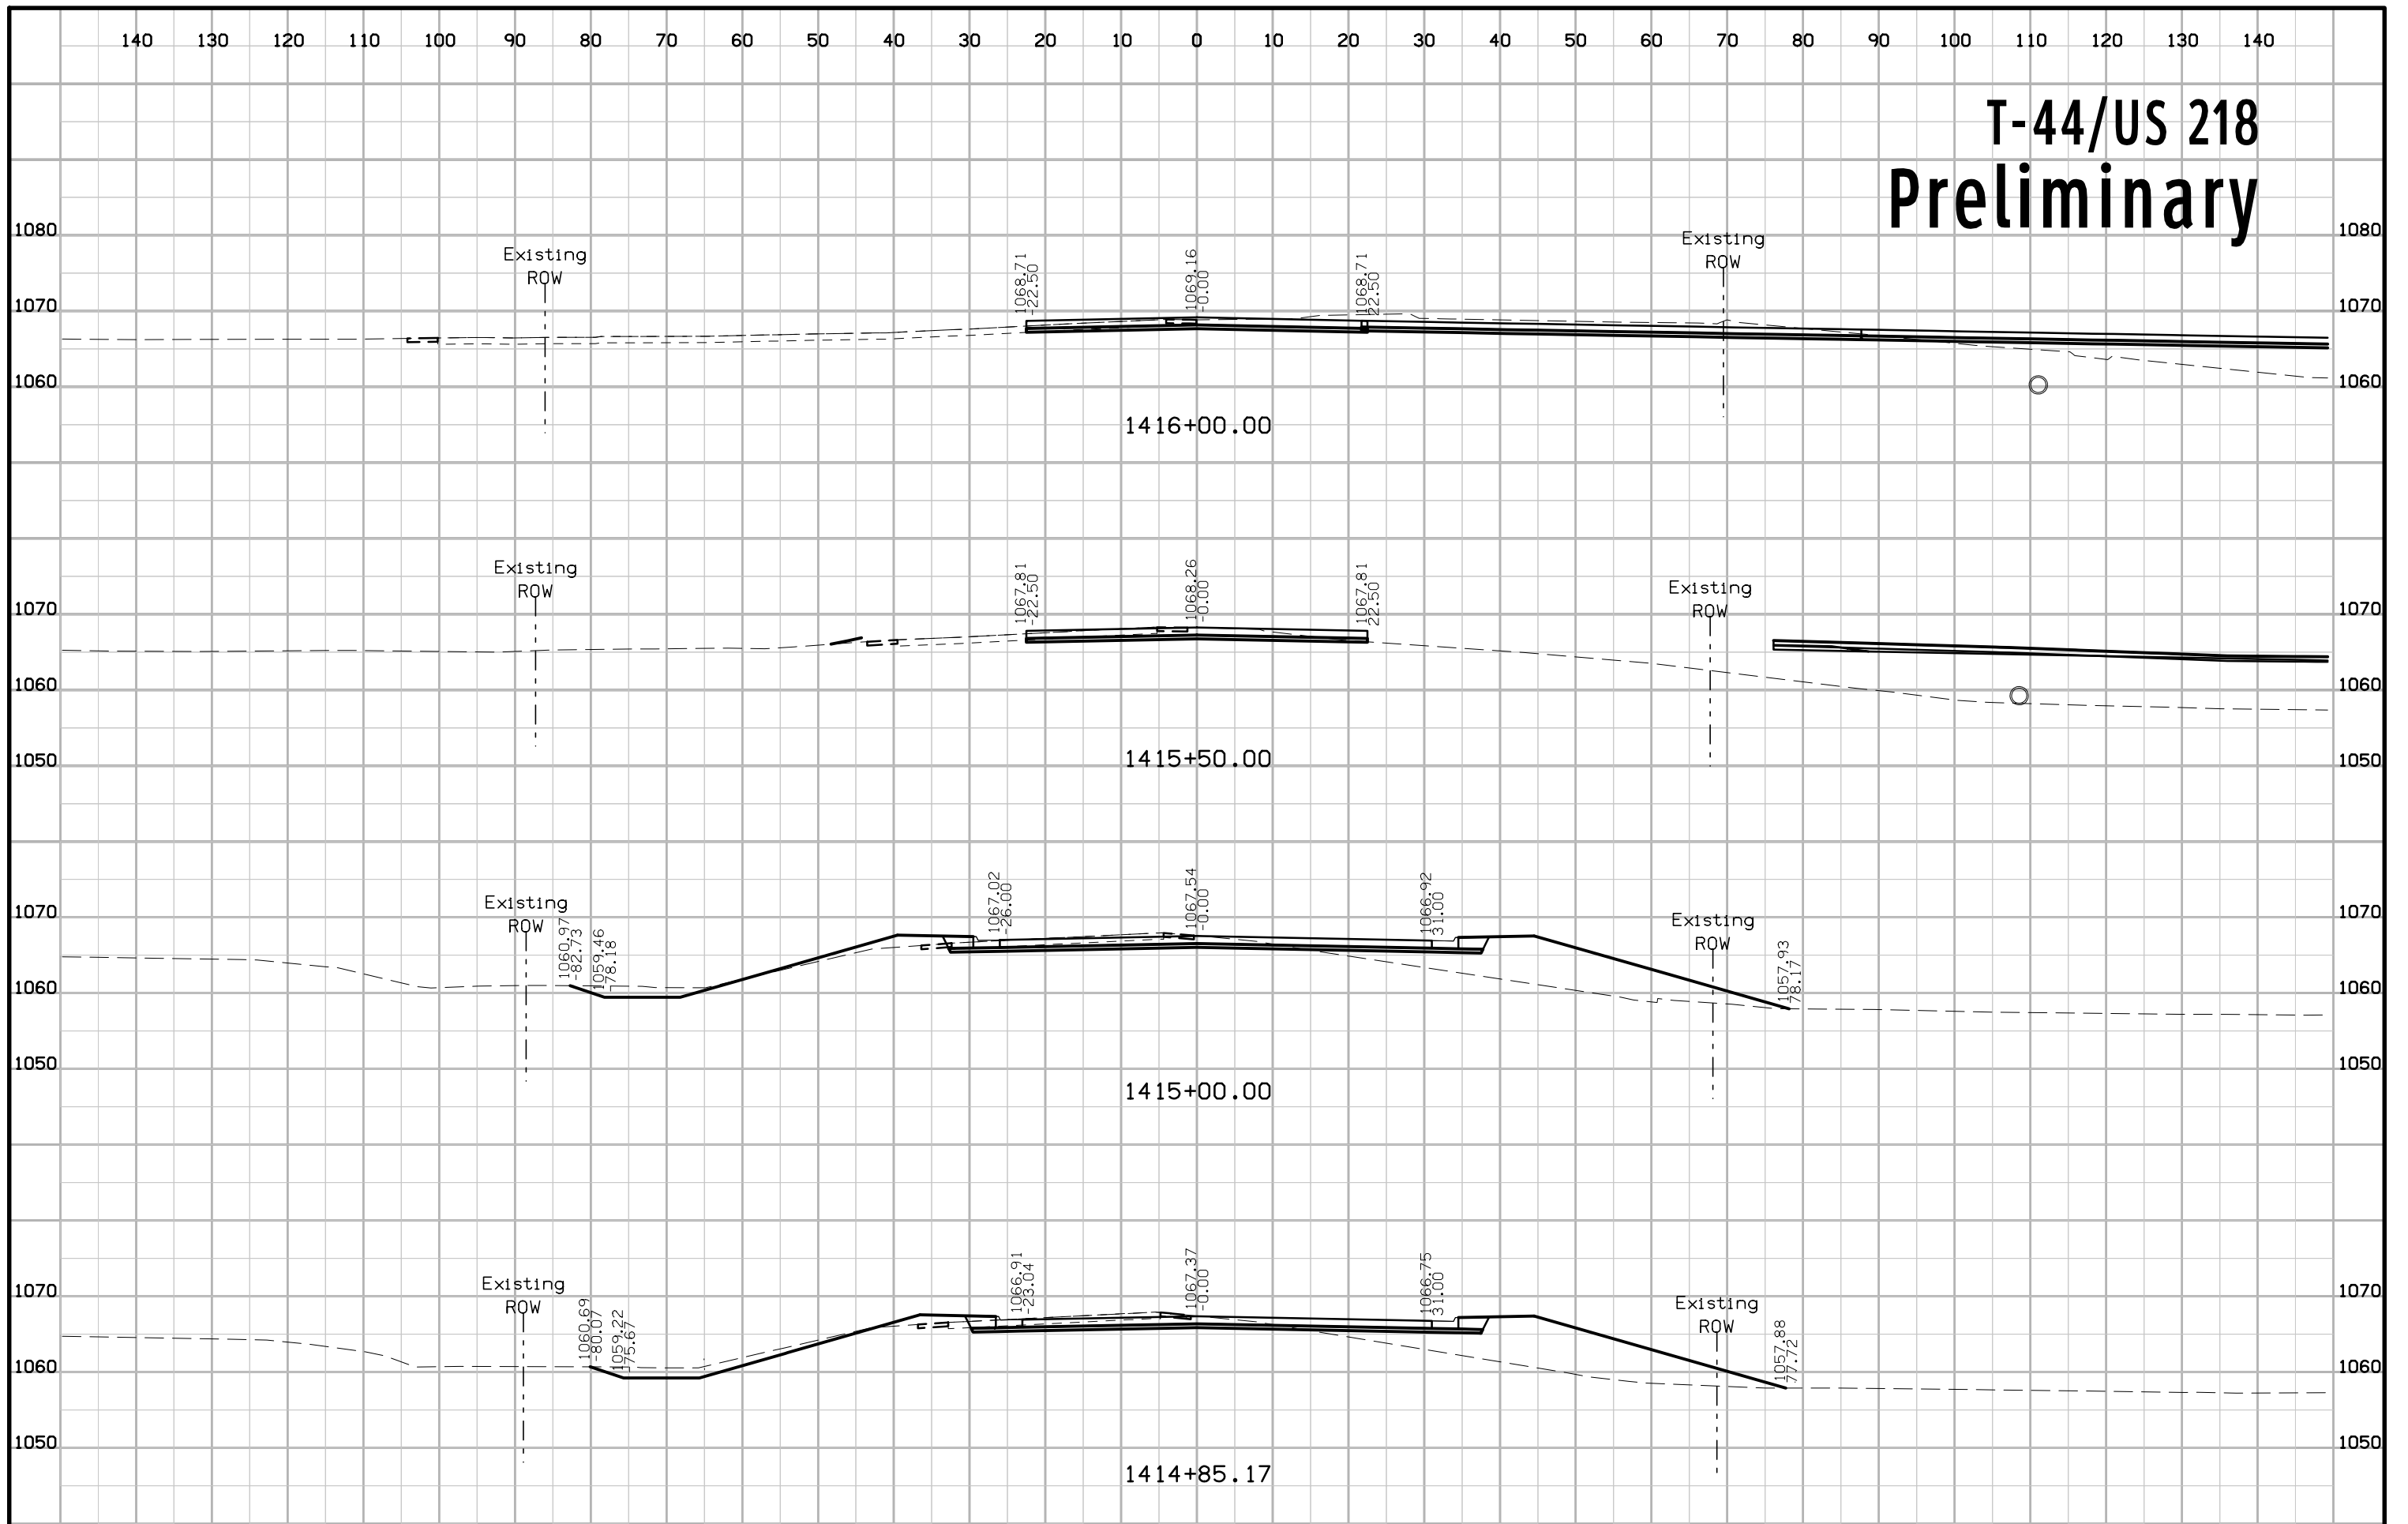 140 130 120 110 100 90 80 70 60 50 40 30 20 10 0 10 20 30 40 50 60 70 80 90 100 110 120 130 140
T-44/US 218
Preliminary
1080 1080
Existing
ROW
1068.71
-22.50
1069.16
-0.00
1068.71
22.50
Existing
ROW
1070 1070
1060 1060
1416+00.00
Existing
ROW
1067.81
-22.50
1068.26
-0.00
1067.81
22.50
Existing
ROW
1070 1070
1060 1060
1050 1050
1415+50.00
Existing
ROW
1060.97
-82.73
1059.46
-78.18
1067.02
-26.00
1067.54
-0.00
1066.92
31.00
Existing
ROW
1057.93
78.17
1070 1070
1060 1060
1050 1050
1415+00.00
Existing
ROW
1060.69
-80.07
1059.22
-75.67
1066.91
-23.04
1067.37
-0.00
1066.75
31.00
Existing
ROW
1057.88
77.72
1070 1070
1060 1060
1050 1050
1414+85.17